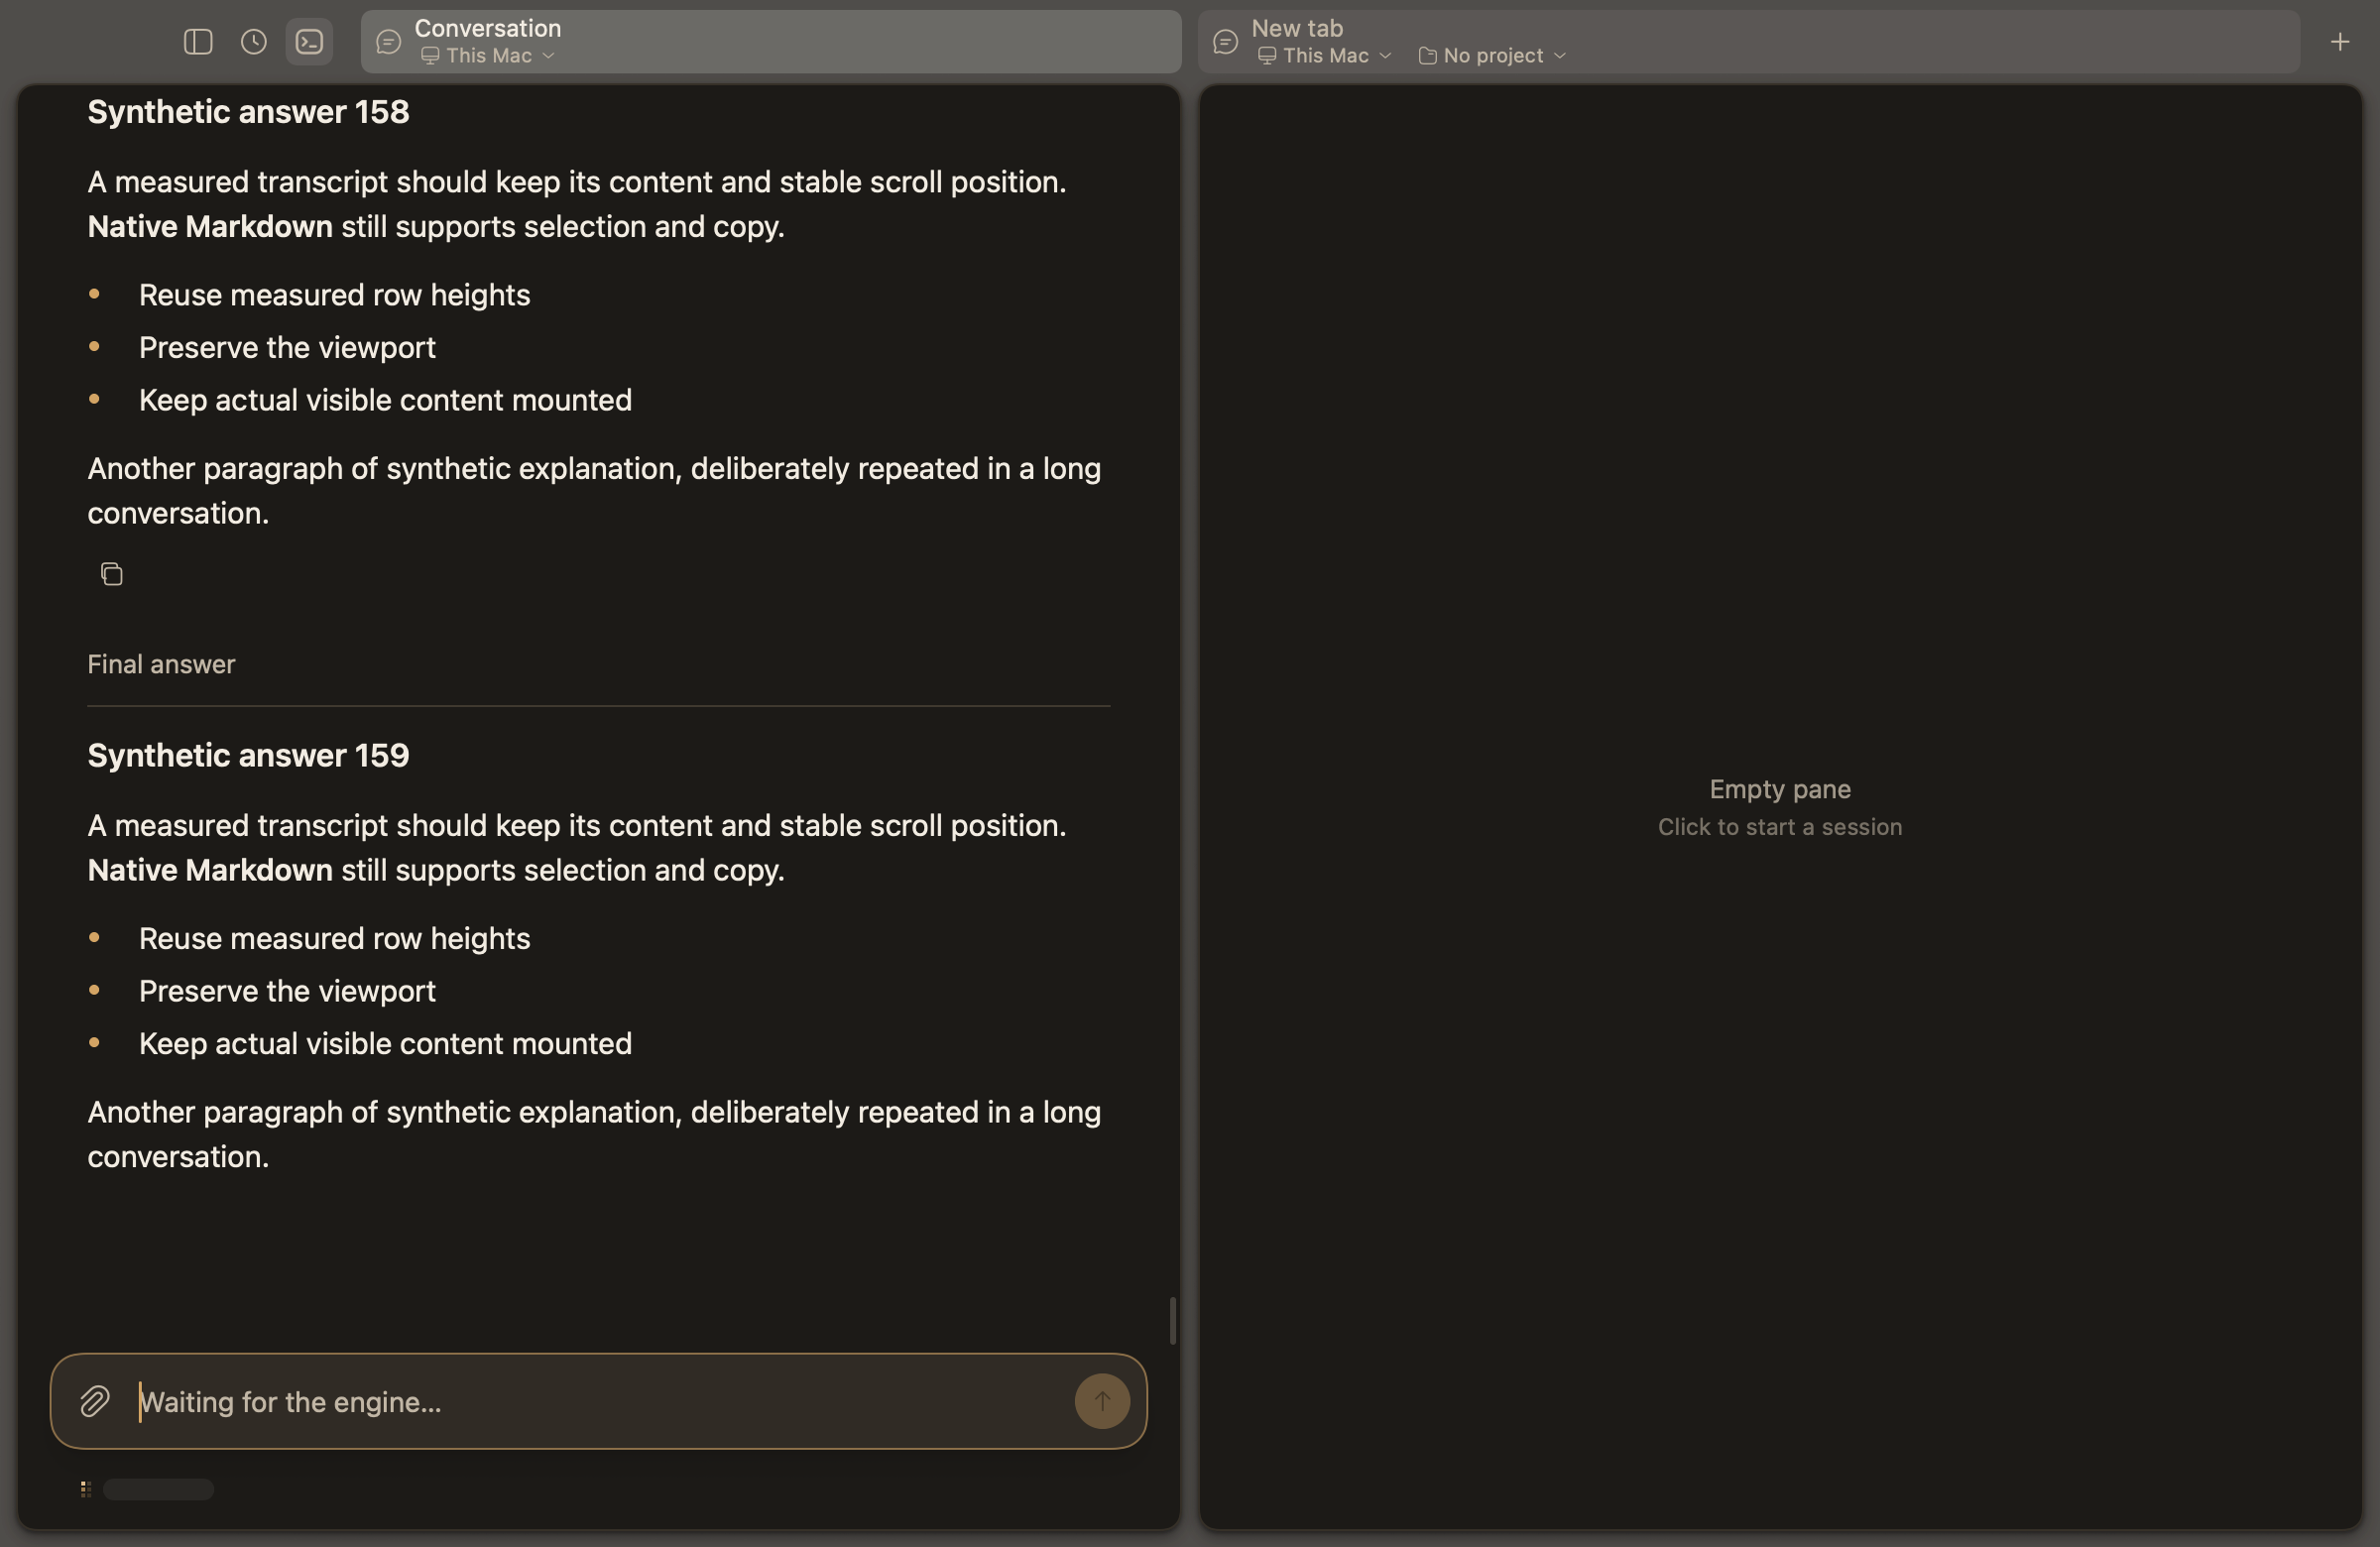 Conversation
This Mac
New tab
This Mac
No project
Synthetic answer 158
A measured transcript should keep its content and stable scroll position.
Native Markdown still supports selection and copy.
• Reuse measured row heights
• Preserve the viewport
• Keep actual visible content mounted
Another paragraph of synthetic explanation, deliberately repeated in a long
conversation.
Final answer
Synthetic answer 159
A measured transcript should keep its content and stable scroll position.
Native Markdown still supports selection and copy.
• Reuse measured row heights
• Preserve the viewport
• Keep actual visible content mounted
Another paragraph of synthetic explanation, deliberately repeated in a long
conversation.
Waiting for the engine...
Empty pane
Click to start a session